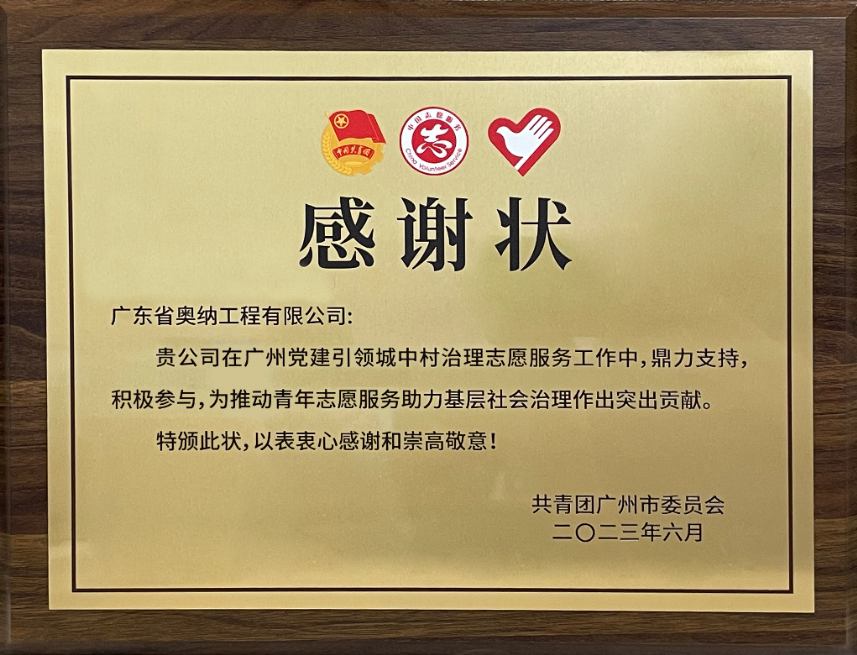 中国共青团
中国志愿服务
China Volunteer Service
感谢状
广东省奥纳工程有限公司:
贵公司在广州党建引领城中村治理志愿服务工作中,鼎力支持,
积极参与,为推动青年志愿服务助力基层社会治理作出突出贡献。
特颁此状,以表衷心感谢和崇高敬意!
共青团广州市委员会
二〇二三年六月